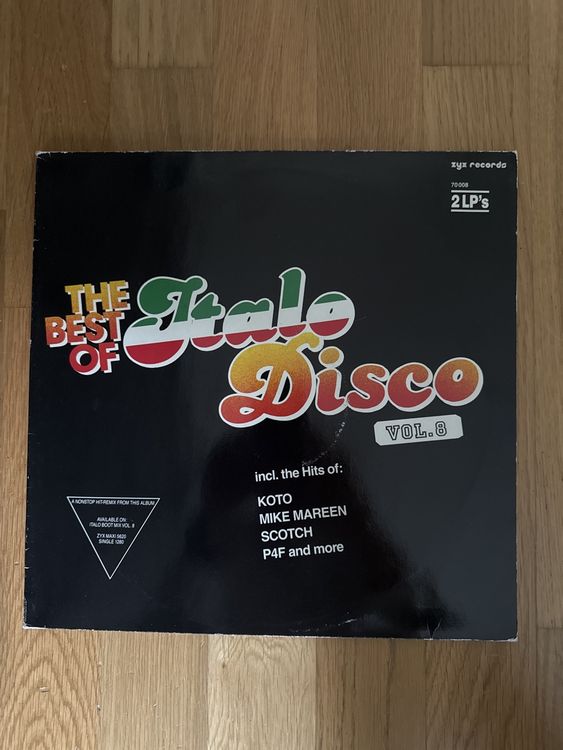 zyx records
70 008
2 LP's
THE
BEST
OF
Italo
Disco
VOL.8
incl. the Hits of:
KOTO
MIKE MAREEN
SCOTCH
P4F and more
A NONSTOP HIT-REMIX FROM THIS ALBUM
AVAILABLE ON
ITALO BOOT MIX VOL. 8
ZYX MAXI 5620
SINGLE 1280